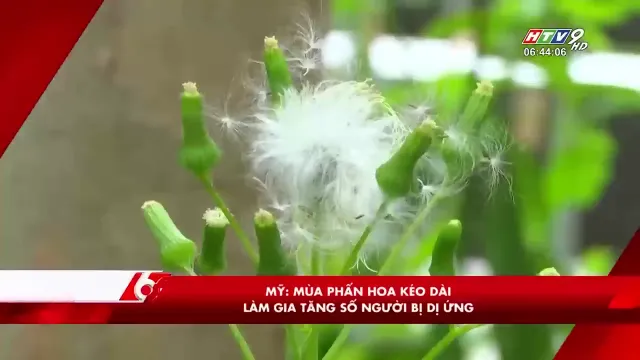 HTV9
HD
06:44:06
6
MỸ: MÙA PHẤN HOA KÉO DÀI
LÀM GIA TĂNG SỐ NGƯỜI BỊ DỊ ỨNG